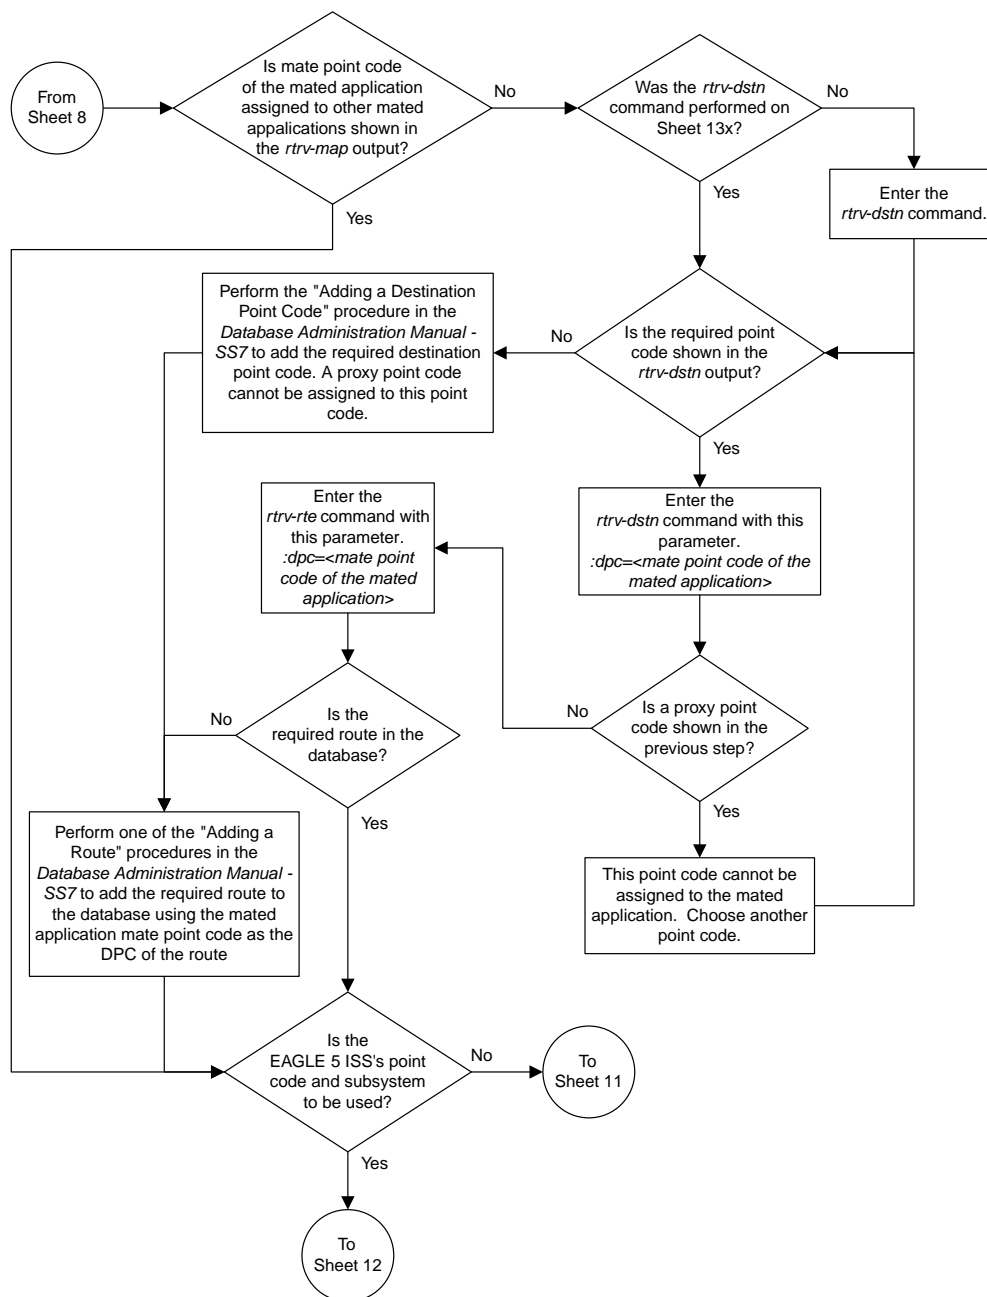 From
Sheet 8
Is mate point code
of the mated application
assigned to other mated
appalications shown in
the rtrv-map output?
No
Yes
Was the rtrv-dstn
command performed on
Sheet 13x?
No
Yes
Enter the
rtrv-dstn command.
Perform the "Adding a Destination
Point Code" procedure in the
Database Administration Manual -
SS7 to add the required destination
point code. A proxy point code
cannot be assigned to this point
code.
No
Is the required point
code shown in the
rtrv-dstn output?
Yes
Enter the
rtrv-rte command with
this parameter.
:dpc=<mate point
code of the mated
application>
Enter the
rtrv-dstn command with this
parameter.
:dpc=<mate point code of the
mated application>
No
Is the
required route in the
database?
Yes
No
Is a proxy point
code shown in the
previous step?
Yes
Perform one of the "Adding a
Route" procedures in the
Database Administration Manual -
SS7 to add the required route to
the database using the mated
application mate point code as the
DPC of the route
This point code cannot be
assigned to the mated
application.  Choose another
point code.
Is the
EAGLE 5 ISS's point
code and subsystem
to be used?
No
To
Sheet 11
Yes
To
Sheet 12